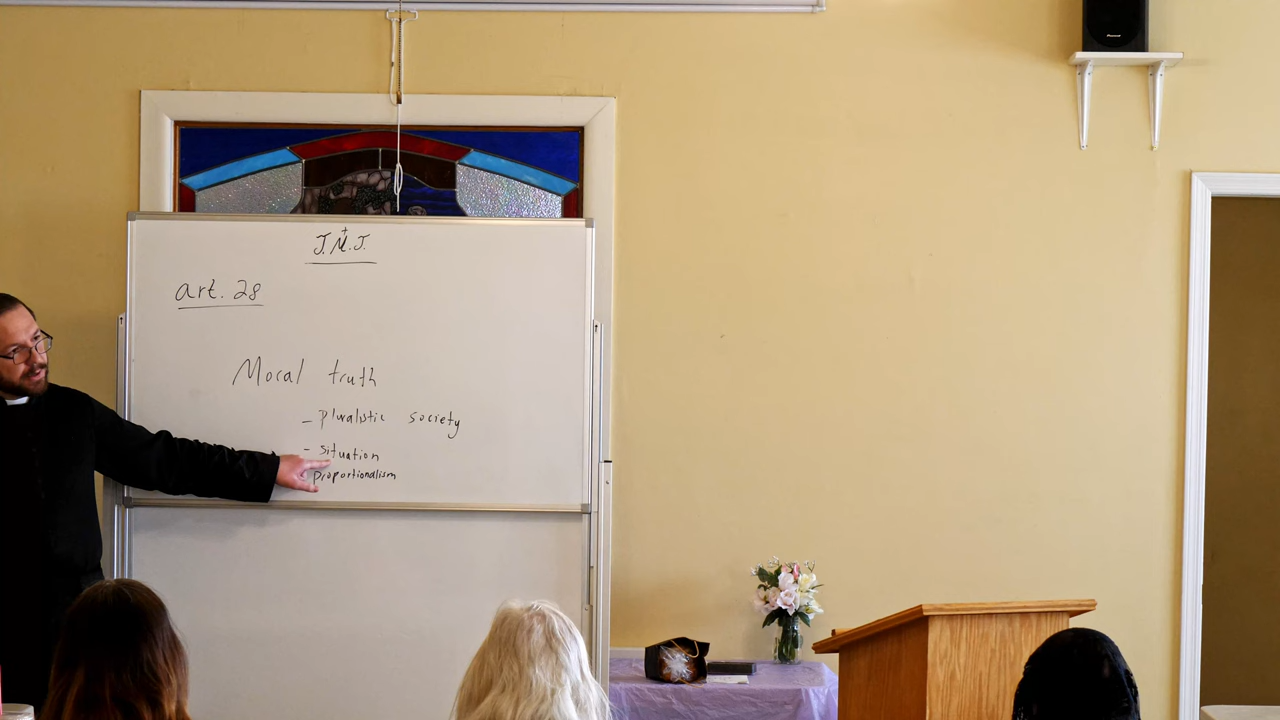 J.M.J.
art. 28
Moral truth
- pluralistic society
- situation
proportionalism